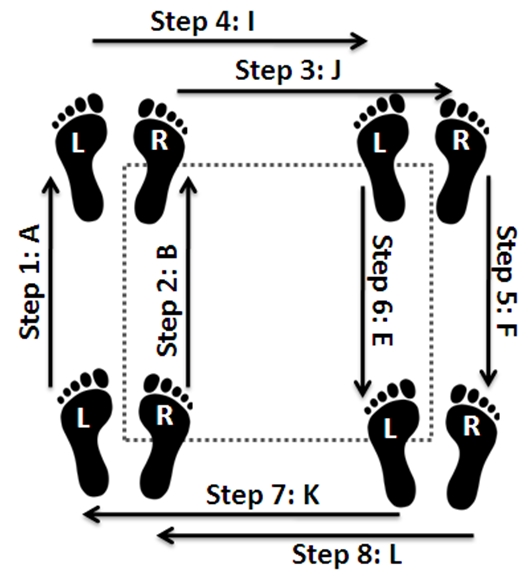 Step 4: I
Step 3: J
L
R
L
R
Step 1: A
Step 2: B
Step 6: E
Step 5: F
L
R
L
R
Step 7: K
Step 8: L